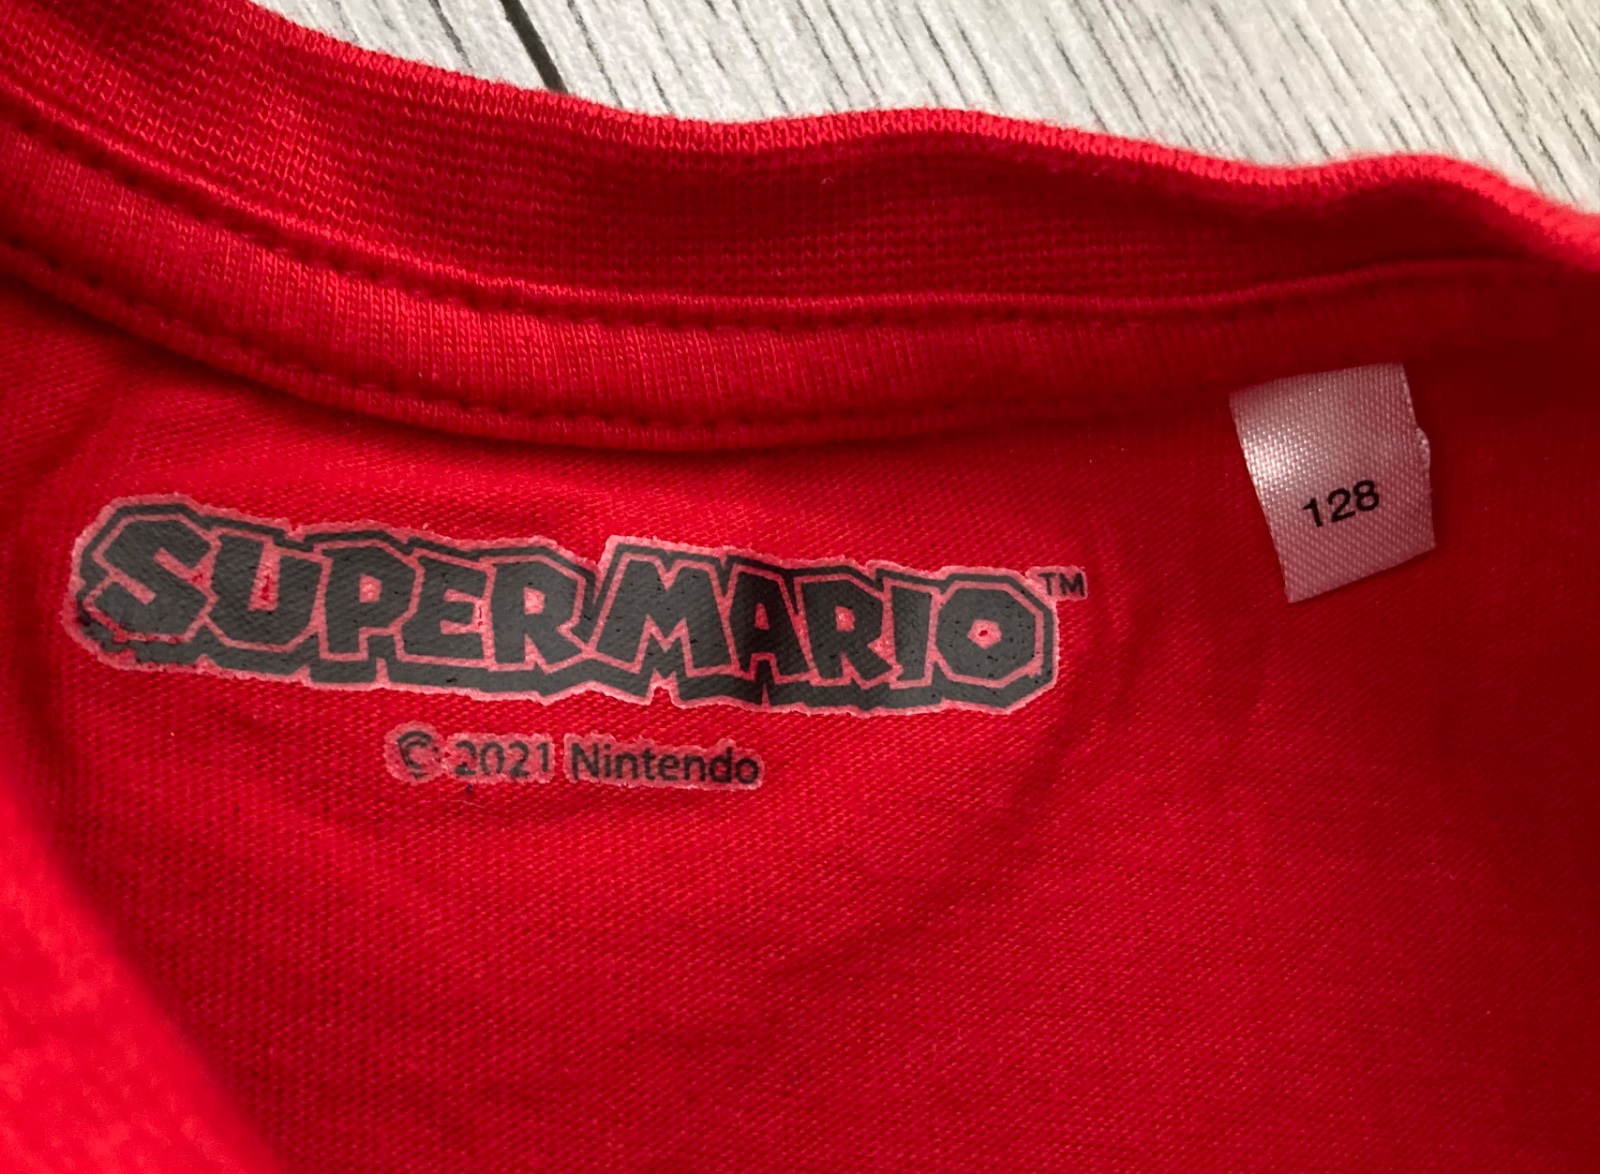 SUPER MARIO™
© 2021 Nintendo
128